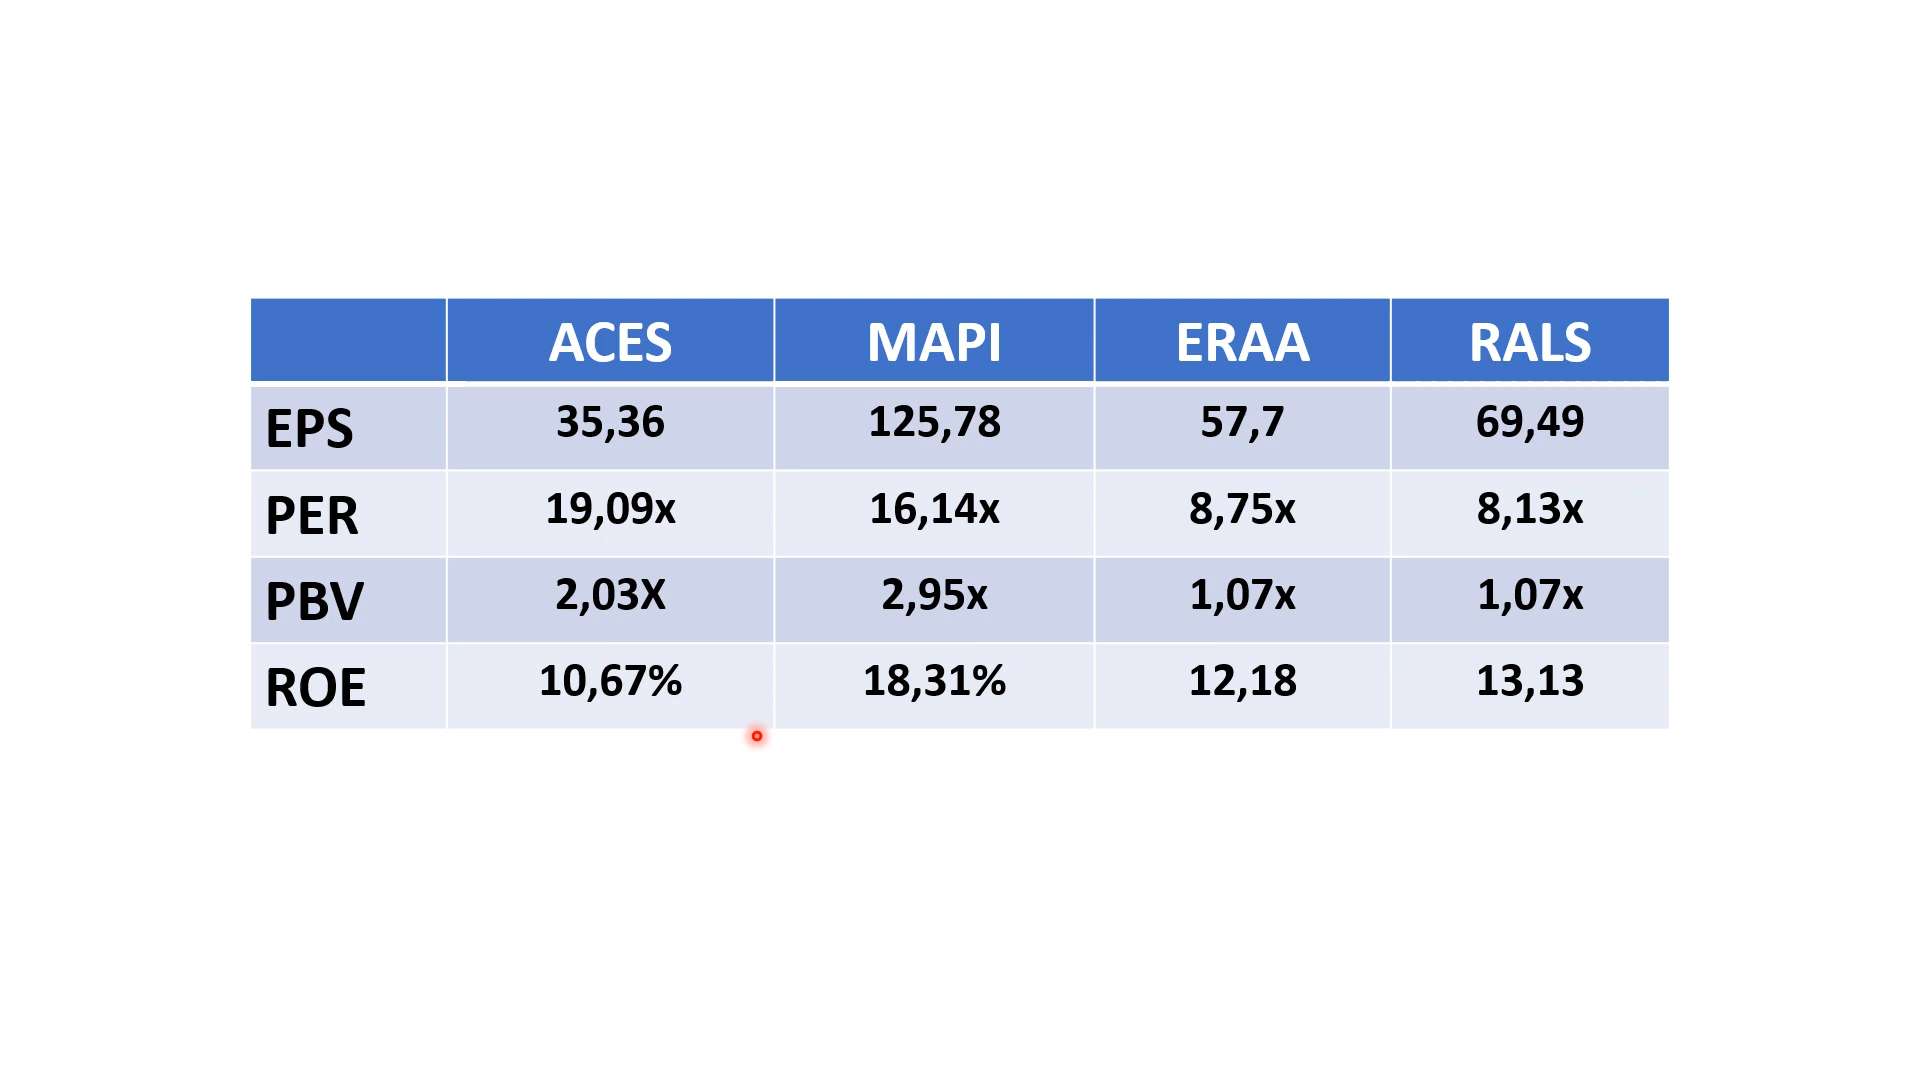 ACES MAPI ERAA RALS
EPS 35,36 125,78 57,7 69,49
PER 19,09x 16,14x 8,75x 8,13x
PBV 2,03X 2,95x 1,07x 1,07x
ROE 10,67% 18,31% 12,18 13,13